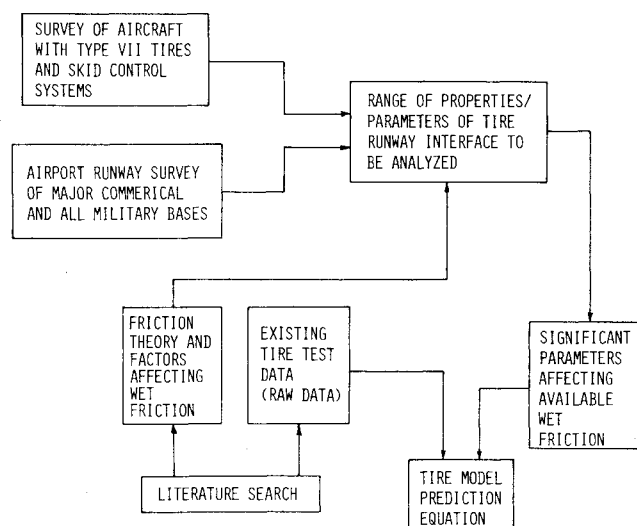 SURVEY OF AIRCRAFT
WITH TYPE VII TIRES
AND SKID CONTROL
SYSTEMS
RANGE OF PROPERTIES/
PARAMETERS OF TIRE
RUNWAY INTERFACE TO
BE ANALYZED
AIRPORT RUNWAY SURVEY
OF MAJOR COMMERICAL
AND ALL MILITARY BASES
FRICTION
THEORY AND
FACTORS
AFFECTING
WET
FRICTION
EXISTING
TIRE TEST
DATA
(RAW DATA)
SIGNIFICANT
PARAMETERS
AFFECTING
AVAILABLE
WET
FRICTION
LITERATURE SEARCH
TIRE MODEL
PREDICTION
EQUATION